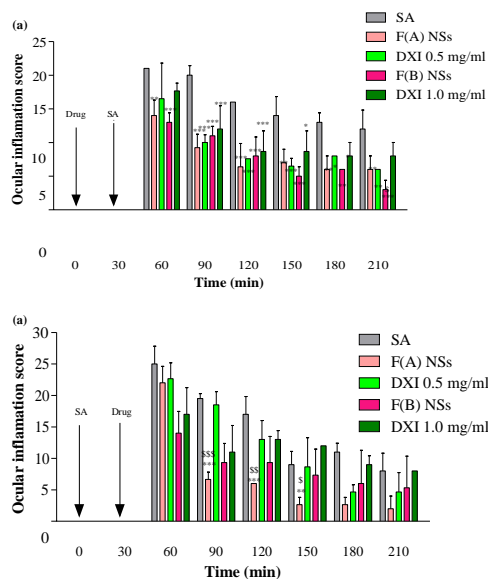 (a)
SA
F(A) NSs
DXI 0.5 mg/ml
F(B) NSs
DXI 1.0 mg/ml
Ocular inflamation score
25
20
15
10
5
0
Drug
SA
** ***
*** *** *** ***
*** *** *** ***
*** *** *
**
** ** ***
0 30 60 90 120 150 180 210
Time (min)
(a)
SA
F(A) NSs
DXI 0.5 mg/ml
F(B) NSs
DXI 1.0 mg/ml
Ocular inflamation score
30
25
20
15
10
5
0
SA
Drug
$$$
***
$$
***
$
**
0 30 60 90 120 150 180 210
Time (min)